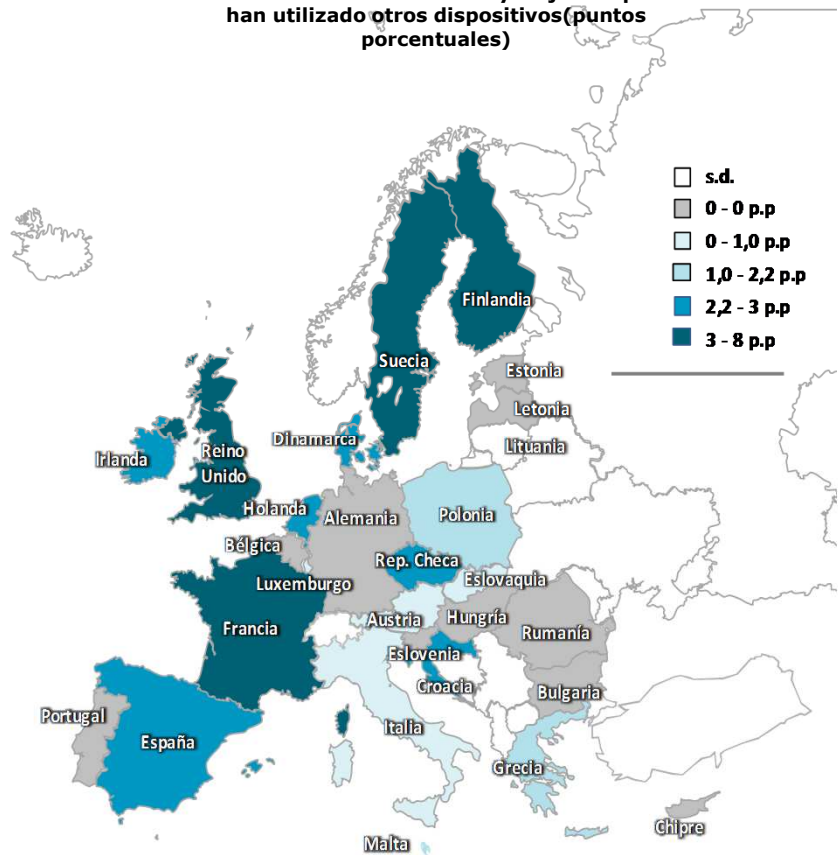 han utilizado otros dispositivos(puntos
porcentuales)
s.d.
0 - 0 p.p
0 - 1,0 p.p
1,0 - 2,2 p.p
2,2 - 3 p.p
3 - 8 p.p
Finlandia
Suecia
Estonia
Letonia
Lituania
Dinamarca
Irlanda
Reino
Unido
Holanda
Alemania
Polonia
Bélgica
Rep. Checa
Luxemburgo
Eslovaquia
Austria
Hungría
Francia
Rumanía
Eslovenia
Croacia
Bulgaria
Portugal
España
Italia
Grecia
Chipre
Malta